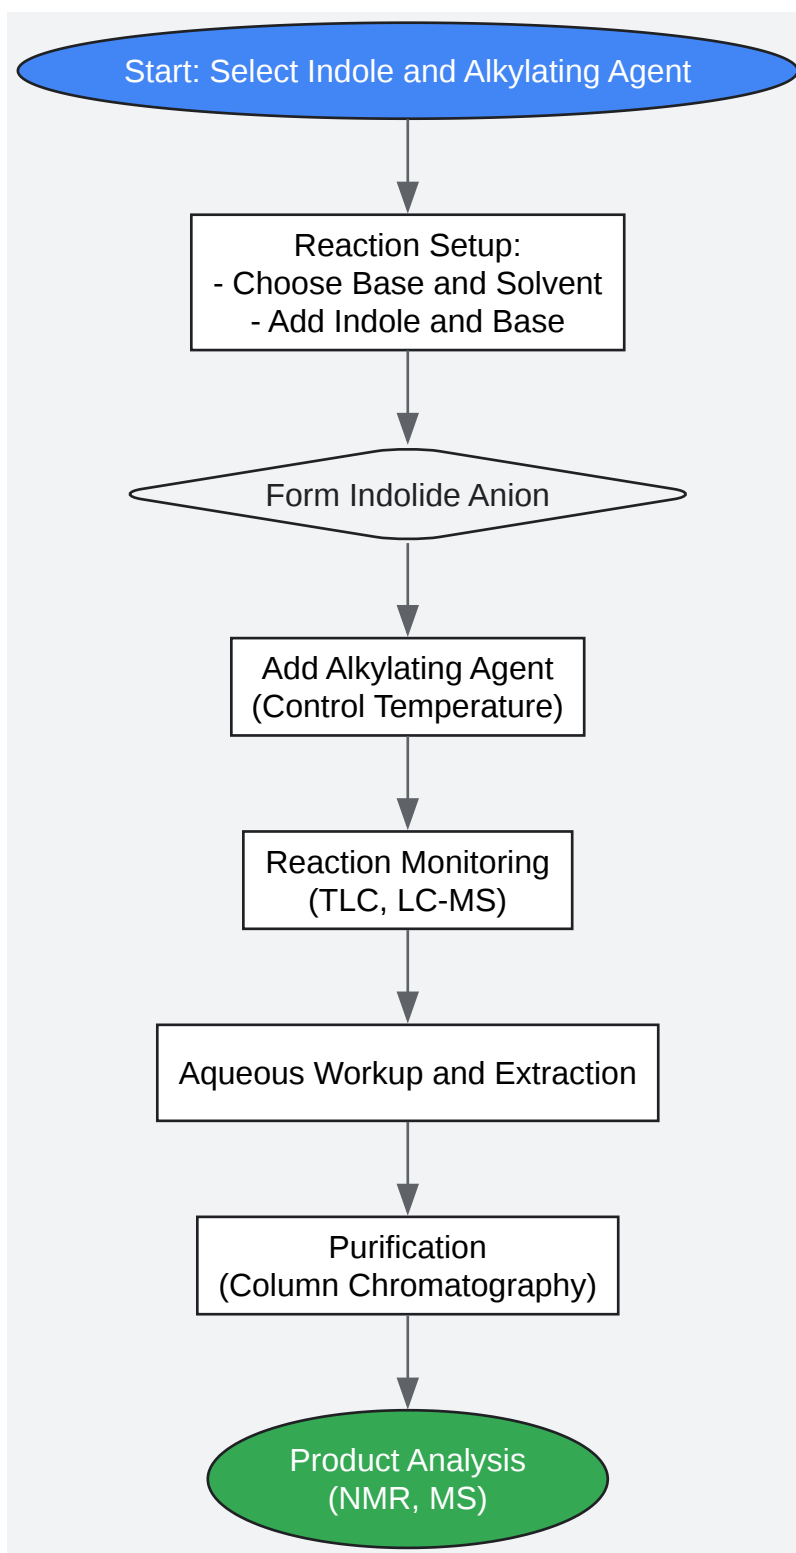 Start: Select Indole and Alkylating Agent
Reaction Setup:
- Choose Base and Solvent
- Add Indole and Base
Form Indolide Anion
Add Alkylating Agent
(Control Temperature)
Reaction Monitoring
(TLC, LC-MS)
Aqueous Workup and Extraction
Purification
(Column Chromatography)
Product Analysis
(NMR, MS)